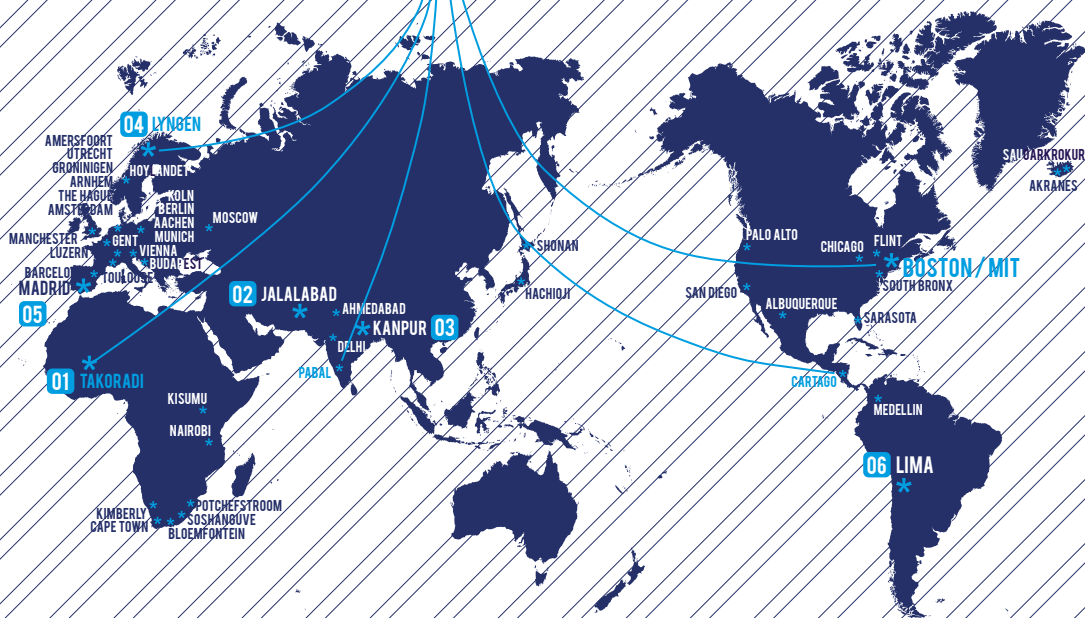 04 LYNGEN
AMERSFOORT
UTRECHT
GRONINIGEN
ARNHEM
THE HAGUE
AMSTERDAM
HOYLANDET
KOLN
BERLIN
AACHEN
MUNICH
MOSCOW
MANCHESTER
LUZERN
GENT
VIENNA
BUDAPEST
TOULOUSE
MADRID
05
02 JALALABAD
AHMEDABAD
KANPUR 03
DELHI
PABAL
01 TAKORADI
KISUMU
NAIROBI
KIMBERLY
CAPE TOWN
POTCHEFSTROOM
SOSHANGUVE
BLOEMFONTEIN
SHONAN
HACHIOJI
AKRANES
PALO ALTO
CHICAGO
FLINT
BOSTON / MIT
SOUTH BRONX
SAN DIEGO
ALBUQUERQUE
SARASOTA
CARTAGO
MEDELLIN
06 LIMA